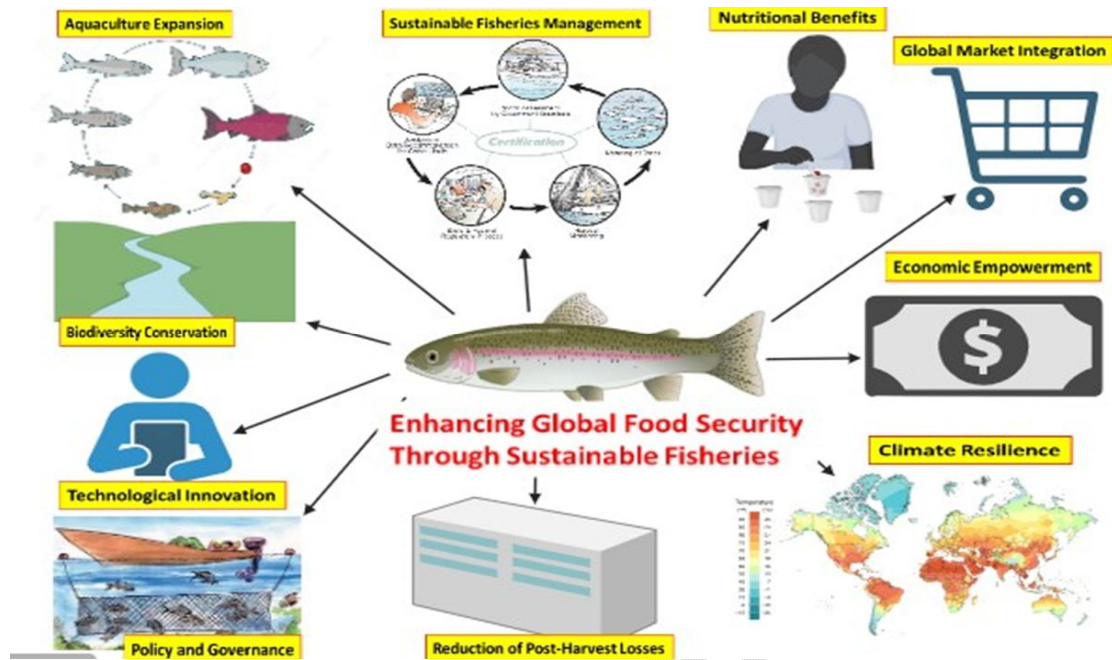 Aquaculture Expansion
Sustainable Fisheries Management
Nutritional Benefits
Global Market Integration
Certification
Economic Empowerment
Biodiversity Conservation
Enhancing Global Food Security
Through Sustainable Fisheries
Climate Resilience
Technological Innovation
Temperature
$
Policy and Governance
Reduction of Post-Harvest Losses